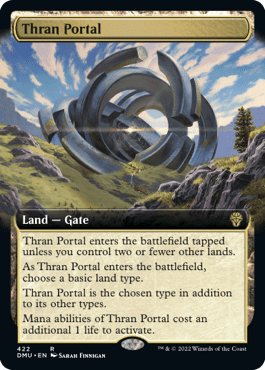 Thran Portal
Land — Gate
Thran Portal enters the battlefield tapped
unless you control two or fewer other lands.
As Thran Portal enters the battlefield,
choose a basic land type.
Thran Portal is the chosen type in addition
to its other types.
Mana abilities of Thran Portal cost an
additional 1 life to activate.
422 R
DMU • EN Sarah Finnigan
™ & © 2022 Wizards of the Coast